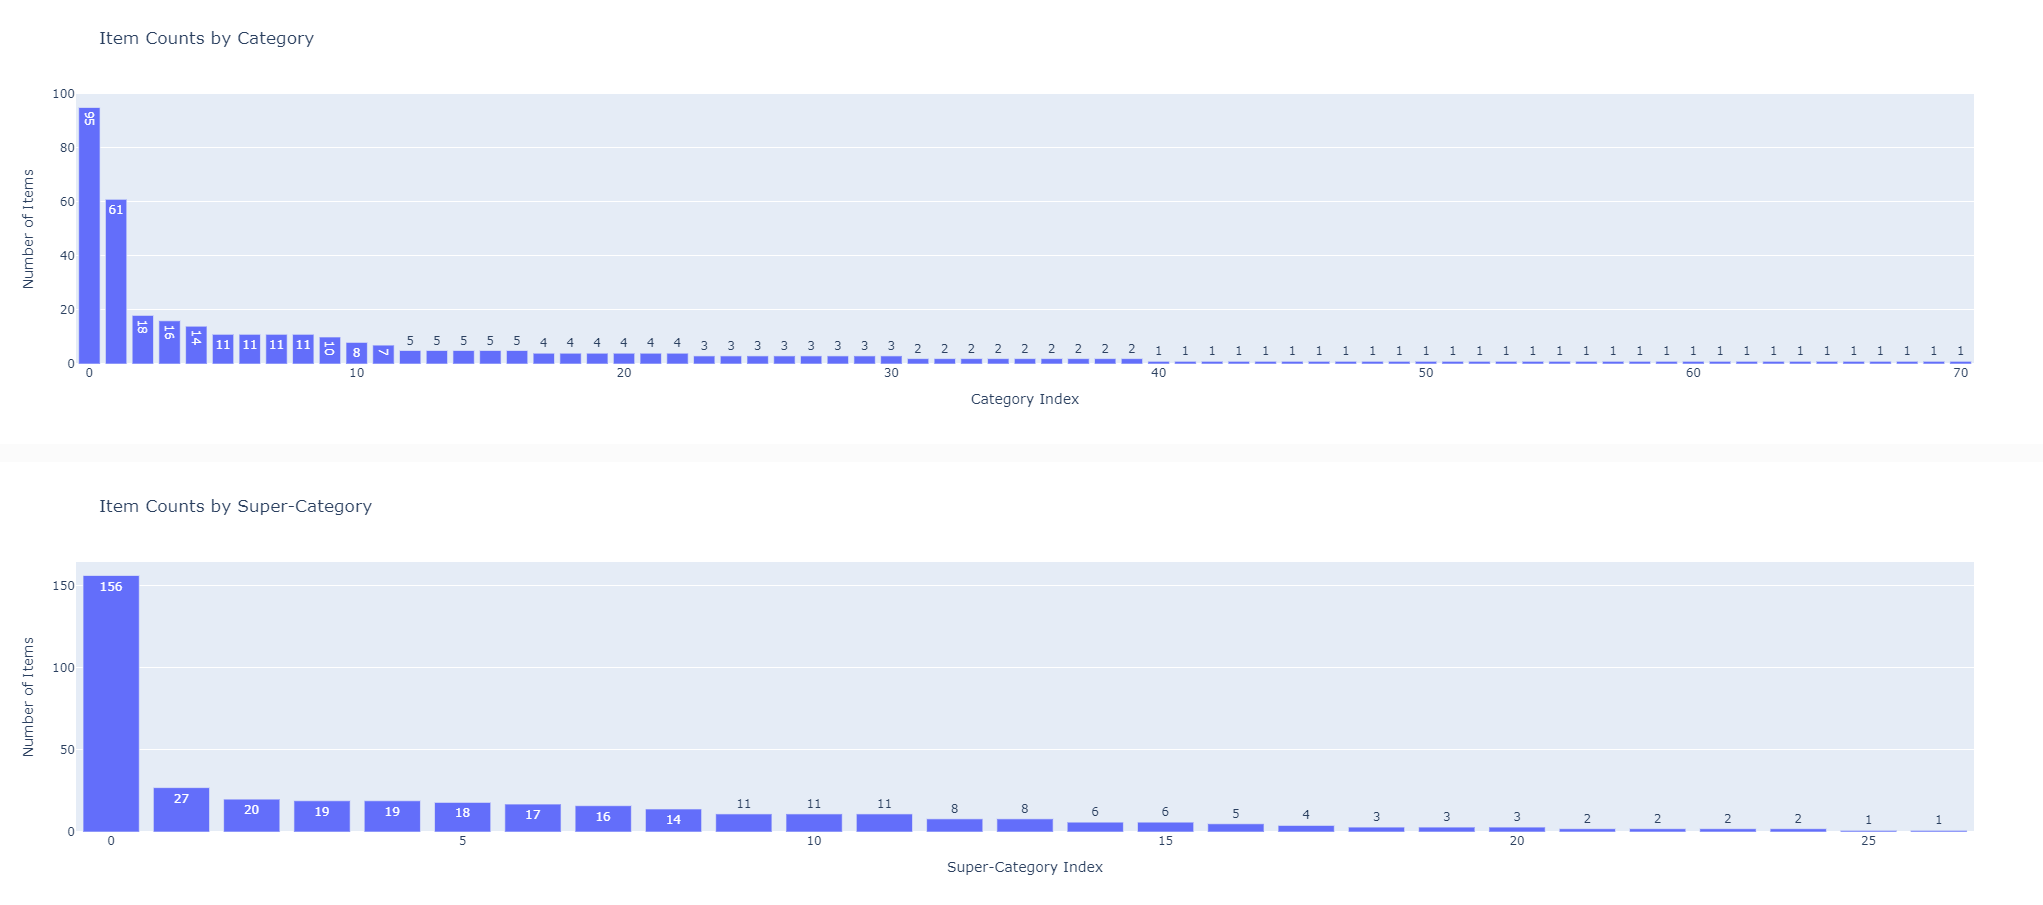 Item Counts by Category
100
80
60
40
20
0
Number of Items
95 61 18 16 14 11 11 11 11 10 8 7 5 5 5 5 5 4 4 4 4 4 4 3 3 3 3 3 3 3 3 2 2 2 2 2 2 2 2 2 1 1 1 1 1 1 1 1 1 1 1 1 1 1 1 1 1 1 1 1 1 1 1 1 1 1 1 1 1 1 1
0 10 20 30 40 50 60 70
Category Index
Item Counts by Super-Category
150
100
50
0
Number of Items
156 27 20 19 19 18 17 16 14 11 11 11 8 8 6 6 5 4 3 3 3 2 2 2 2 1 1
0 5 10 15 20 25
Super-Category Index